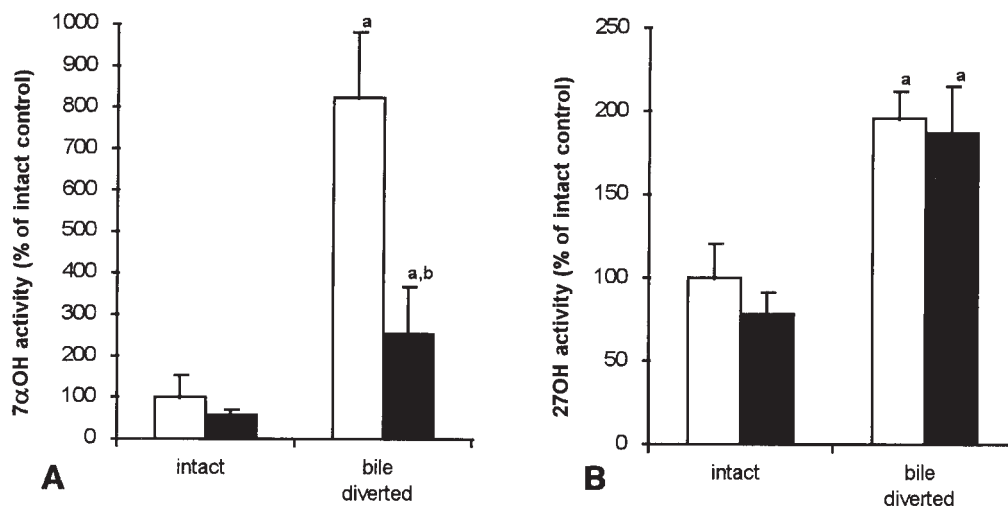 7αOH activity (% of intact control)
1000
900
800
700
600
500
400
300
200
100
0
a
a,b
intact
bile
diverted
A
27OH activity (% of intact control)
250
200
150
100
50
0
a
a
intact
bile
diverted
B